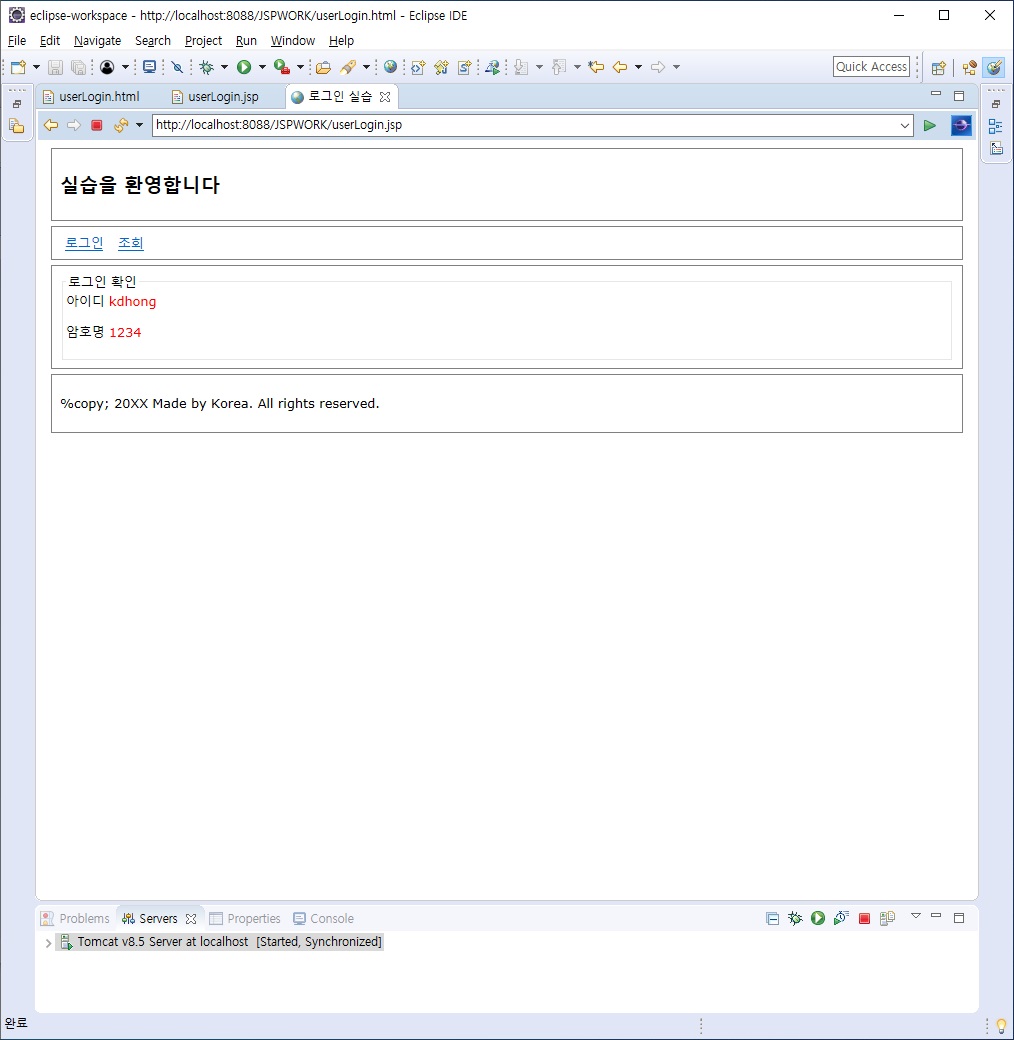 eclipse-workspace - http://localhost:8088/JSPWORK/userLogin.html - Eclipse IDE
File Edit Navigate Search Project Run Window Help
Quick Access
userLogin.html userLogin.jsp 로그인 실습
http://localhost:8088/JSPWORK/userLogin.jsp
실습을 환영합니다
로그인 조회
로그인 확인
아이디 kdhong
암호명 1234
%copy; 20XX Made by Korea. All rights reserved.
Problems Servers Properties Console
Tomcat v8.5 Server at localhost [Started, Synchronized]
완료